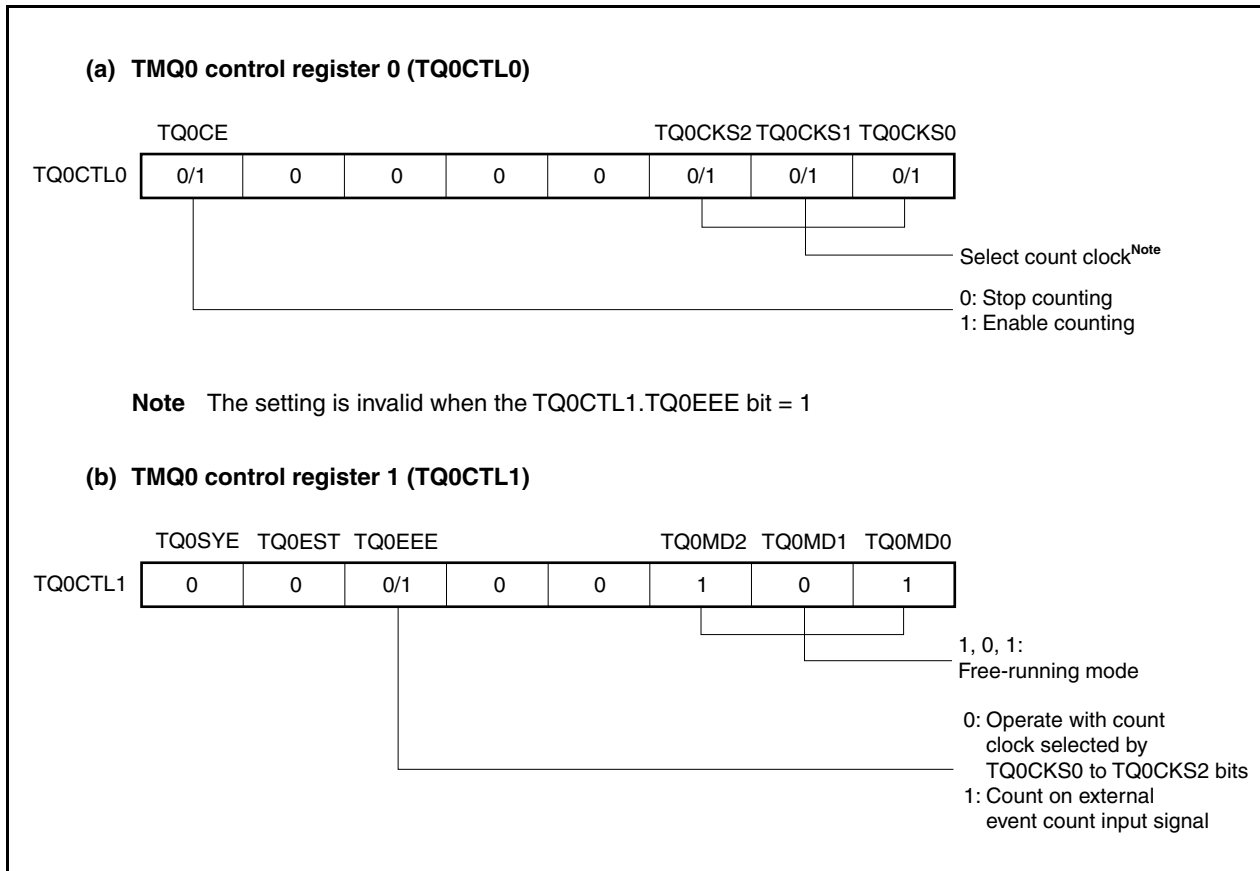 (a) TMQ0 control register 0 (TQ0CTL0)
TQ0CE TQ0CKS2 TQ0CKS1 TQ0CKS0
TQ0CTL0 0/1 0 0 0 0 0/1 0/1 0/1
Select count clockNote
0: Stop counting
1: Enable counting
Note The setting is invalid when the TQ0CTL1.TQ0EEE bit = 1
(b) TMQ0 control register 1 (TQ0CTL1)
TQ0SYE TQ0EST TQ0EEE TQ0MD2 TQ0MD1 TQ0MD0
TQ0CTL1 0 0 0/1 0 0 1 0 1
1, 0, 1:
Free-running mode
0: Operate with count
clock selected by
TQ0CKS0 to TQ0CKS2 bits
1: Count on external
event count input signal